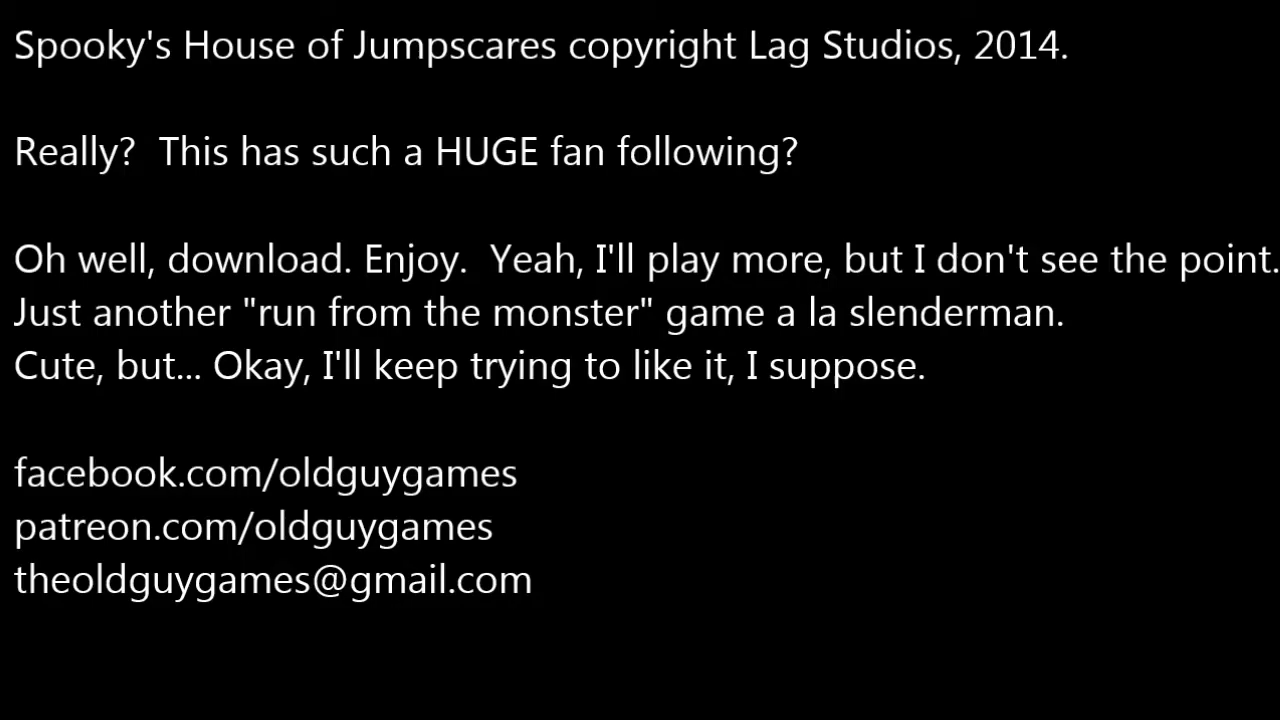 Spooky's House of Jumpscares copyright Lag Studios, 2014.
Really?  This has such a HUGE fan following?
Oh well, download. Enjoy.  Yeah, I'll play more, but I don't see the point.
Just another "run from the monster" game a la slenderman.
Cute, but... Okay, I'll keep trying to like it, I suppose.
facebook.com/oldguygames
patreon.com/oldguygames
theoldguygames@gmail.com